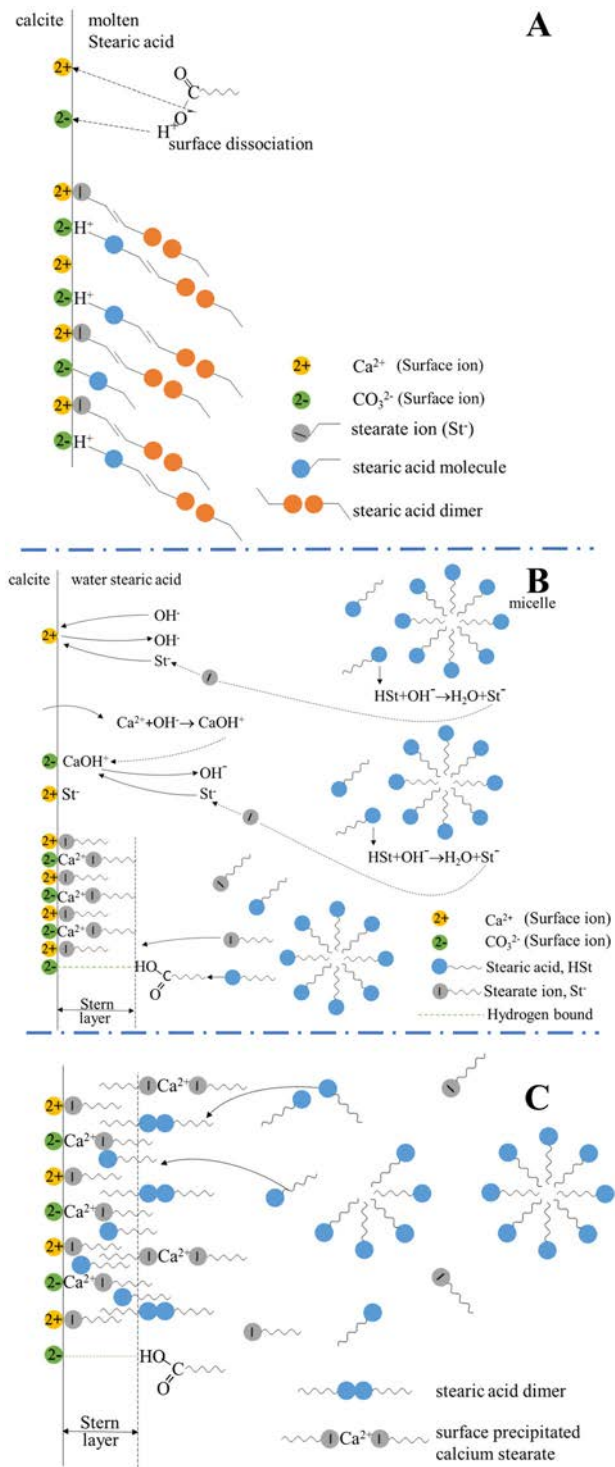 calcite
molten
Stearic acid
A
2+
O
C
O
2-
H⁺
surface dissociation
2+
2- H⁺
2+
2- H⁺
2+
2-
2+
2- H⁺
2+ Ca²⁺ (Surface ion)
2- CO₃²⁻ (Surface ion)
stearate ion (St⁻)
stearic acid molecule
stearic acid dimer
calcite water stearic acid
B
micelle
OH⁻
2+ OH⁻
St⁻
HSt+OH⁻→H₂O+St⁻
Ca²⁺+OH⁻→ CaOH⁺
2- CaOH⁺
OH⁻
2+ St⁻ St⁻
HSt+OH⁻→H₂O+St⁻
2+
2- Ca²⁺
2+
2- Ca²⁺
2+
2- Ca²⁺
2+
2- HO
C
O
Stern
layer
2+ Ca²⁺ (Surface ion)
2- CO₃²⁻ (Surface ion)
Stearic acid, HSt
Stearate ion, St⁻
Hydrogen bound
C
Ca²⁺
2+
2- Ca²⁺
2+
2- Ca²⁺
2+ Ca²⁺
2- Ca²⁺
2+
2- HO
C
O
Stern
layer
stearic acid dimer
Ca²⁺ surface precipitated
calcium stearate